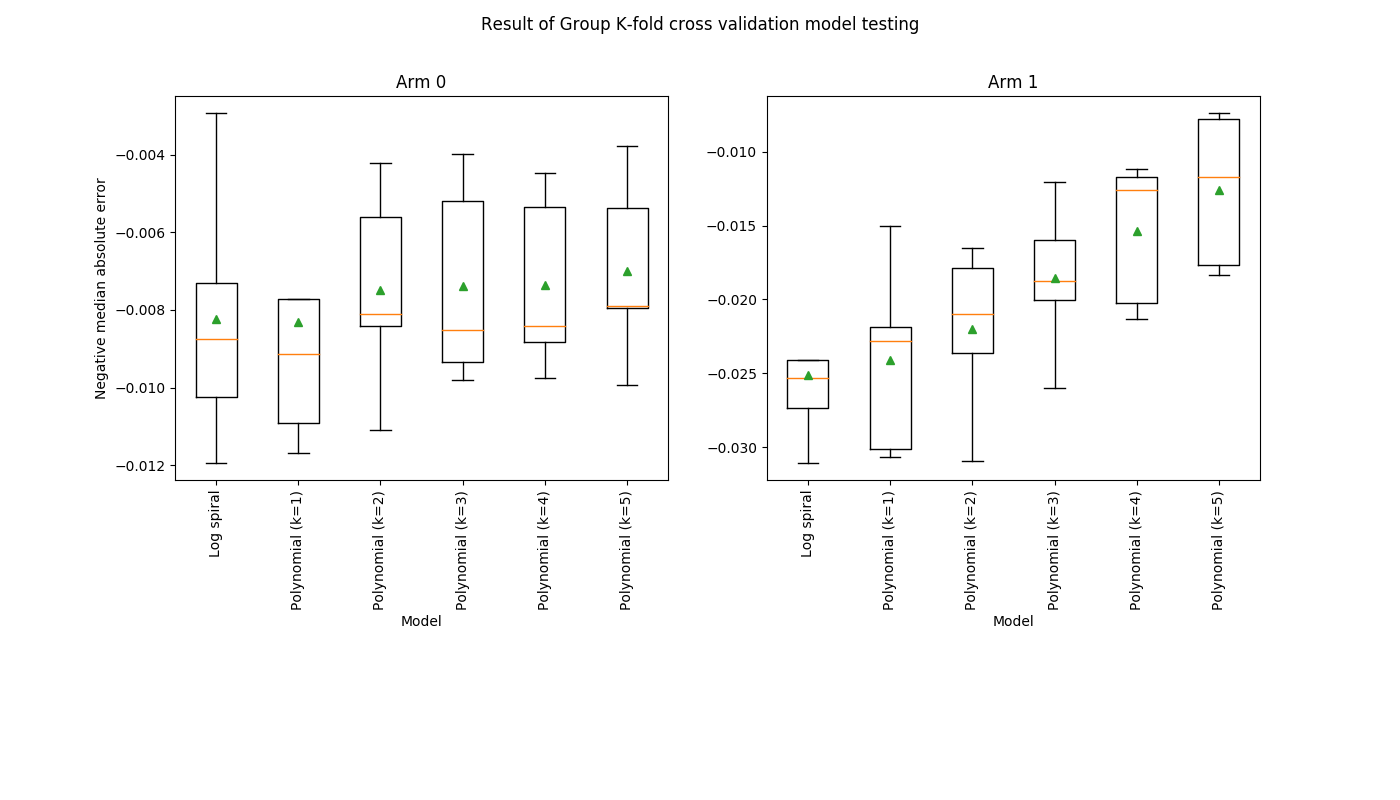 Result of Group K-fold cross validation model testing
Arm 0
Negative median absolute error
−0.004
−0.006
−0.008
−0.010
−0.012
Log spiral
Polynomial (k=1)
Polynomial (k=2)
Polynomial (k=3)
Polynomial (k=4)
Polynomial (k=5)
Model
Arm 1
−0.010
−0.015
−0.020
−0.025
−0.030
Log spiral
Polynomial (k=1)
Polynomial (k=2)
Polynomial (k=3)
Polynomial (k=4)
Polynomial (k=5)
Model